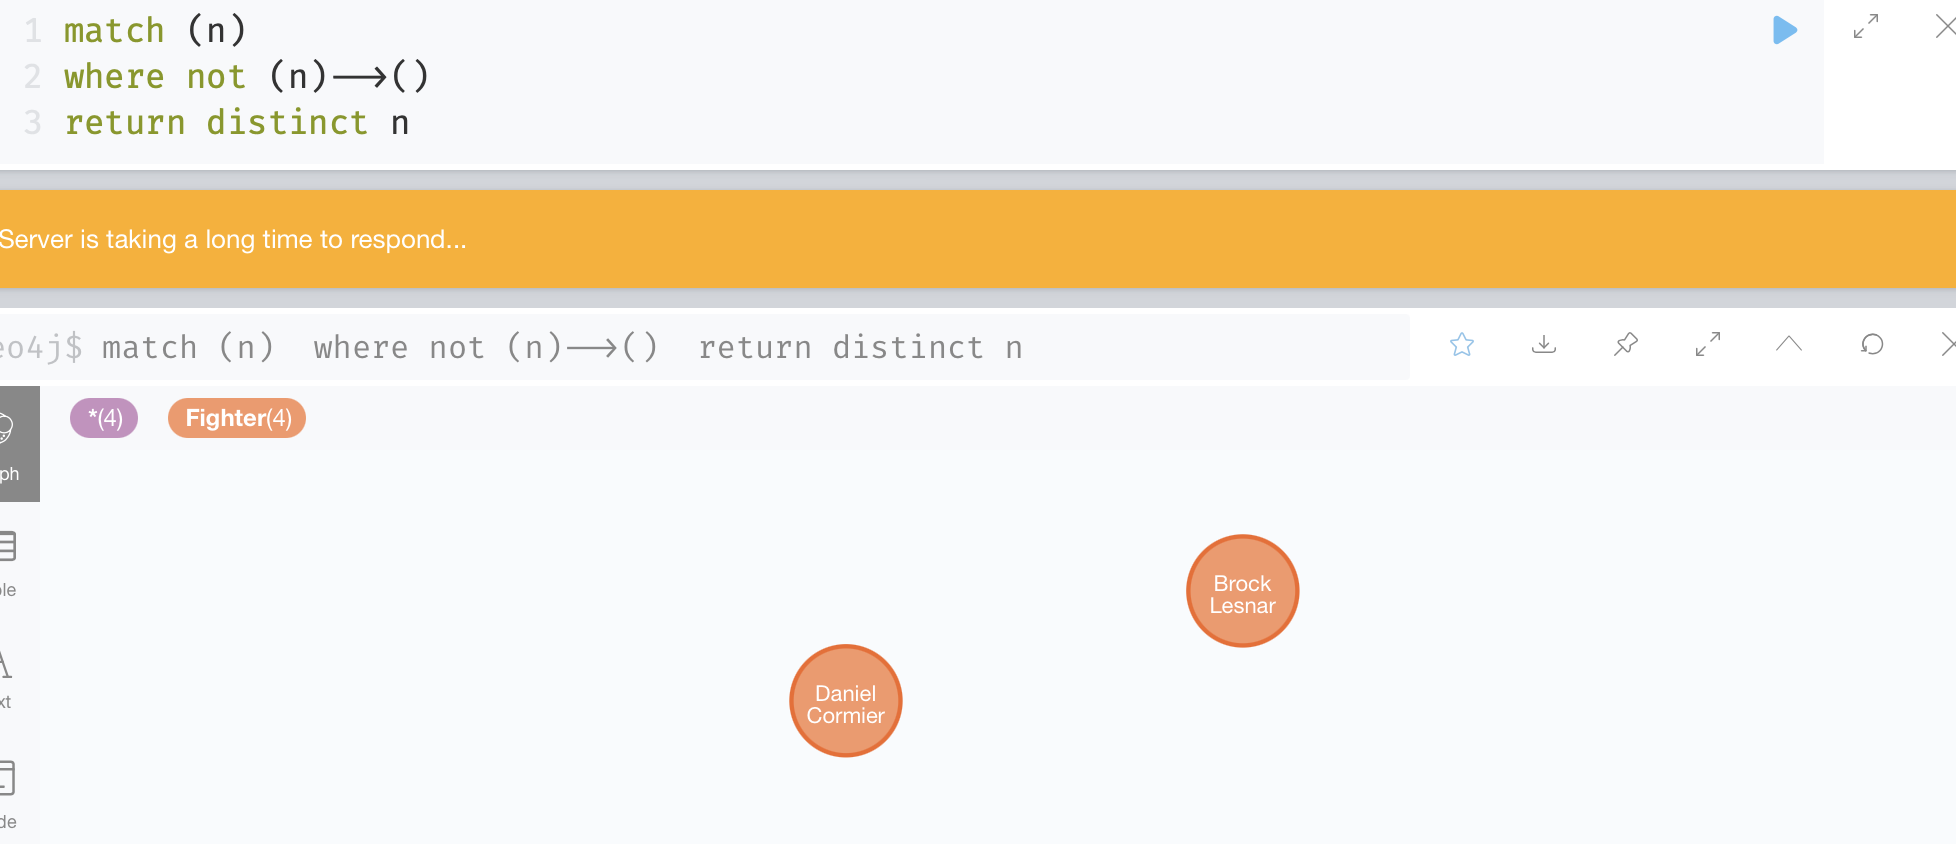 1 match (n)
2 where not (n)-->()
3 return distinct n
Server is taking a long time to respond...
eo4j$ match (n) where not (n)-->() return distinct n
*(4) Fighter(4)
ph
ple
xt
de
Brock
Lesnar
Daniel
Cormier